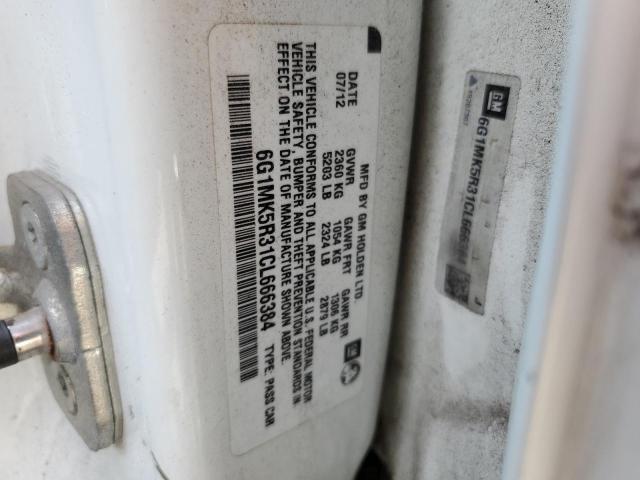 MFD BY GM HOLDEN LTD.
DATE GVWR GAWR FRT GAWR RR
07/12 2360 KG 1054 KG 1306 KG
5203 LB 2324 LB 2879 LB
THIS VEHICLE CONFORMS TO ALL APPLICABLE U.S. FEDERAL MOTOR
VEHICLE SAFETY, BUMPER AND THEFT PREVENTION STANDARDS IN
EFFECT ON THE DATE OF MANUFACTURE SHOWN ABOVE.
6G1MK5R31CL666384 TYPE: PASS CAR
GM
GM
6G1MK5R31CL666384